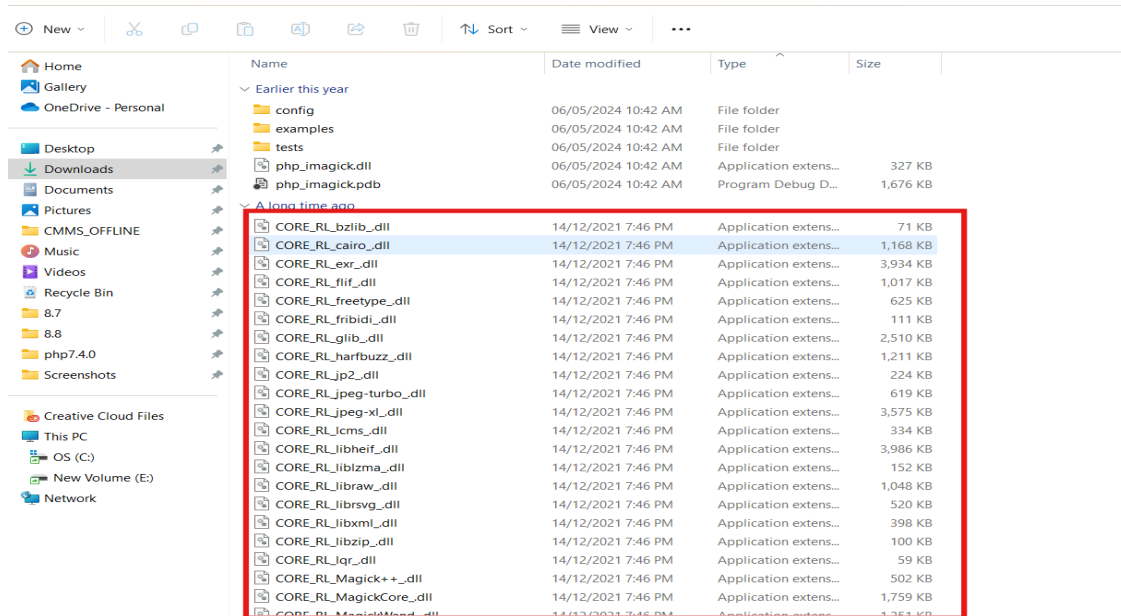 New
Sort
View
Home
Gallery
OneDrive - Personal
Desktop
Downloads
Documents
Pictures
CMMS_OFFLINE
Music
Videos
Recycle Bin
8.7
8.8
php7.4.0
Screenshots
Creative Cloud Files
This PC
OS (C:)
New Volume (E:)
Network
Name Date modified Type Size
Earlier this year
config 06/05/2024 10:42 AM File folder
examples 06/05/2024 10:42 AM File folder
tests 06/05/2024 10:42 AM File folder
php_imagick.dll 06/05/2024 10:42 AM Application extens... 327 KB
php_imagick.pdb 06/05/2024 10:42 AM Program Debug D... 1,676 KB
A long time ago
CORE_RL_bzlib_.dll 14/12/2021 7:46 PM Application extens... 71 KB
CORE_RL_cairo_.dll 14/12/2021 7:46 PM Application extens... 1,168 KB
CORE_RL_exr_.dll 14/12/2021 7:46 PM Application extens... 3,934 KB
CORE_RL_flif_.dll 14/12/2021 7:46 PM Application extens... 1,017 KB
CORE_RL_freetype_.dll 14/12/2021 7:46 PM Application extens... 625 KB
CORE_RL_fribidi_.dll 14/12/2021 7:46 PM Application extens... 111 KB
CORE_RL_glib_.dll 14/12/2021 7:46 PM Application extens... 2,510 KB
CORE_RL_harfbuzz_.dll 14/12/2021 7:46 PM Application extens... 1,211 KB
CORE_RL_jp2_.dll 14/12/2021 7:46 PM Application extens... 224 KB
CORE_RL_jpeg-turbo_.dll 14/12/2021 7:46 PM Application extens... 619 KB
CORE_RL_jpeg-xl_.dll 14/12/2021 7:46 PM Application extens... 3,575 KB
CORE_RL_lcms_.dll 14/12/2021 7:46 PM Application extens... 334 KB
CORE_RL_libheif_.dll 14/12/2021 7:46 PM Application extens... 3,986 KB
CORE_RL_liblzma_.dll 14/12/2021 7:46 PM Application extens... 152 KB
CORE_RL_libraw_.dll 14/12/2021 7:46 PM Application extens... 1,048 KB
CORE_RL_librsvg_.dll 14/12/2021 7:46 PM Application extens... 520 KB
CORE_RL_libxml_.dll 14/12/2021 7:46 PM Application extens... 398 KB
CORE_RL_libzip_.dll 14/12/2021 7:46 PM Application extens... 100 KB
CORE_RL_lqr_.dll 14/12/2021 7:46 PM Application extens... 59 KB
CORE_RL_Magick++_.dll 14/12/2021 7:46 PM Application extens... 502 KB
CORE_RL_MagickCore_.dll 14/12/2021 7:46 PM Application extens... 1,759 KB
CORE_RL_MagickWand_.dll 14/12/2021 7:46 PM Application extens... 1,251 KB